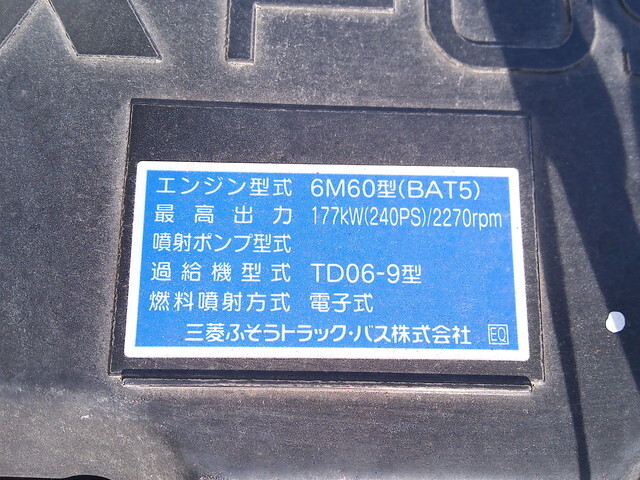 エンジン型式 6M60型(BAT5)
最高出力 177kW(240PS)/2270rpm
噴射ポンプ型式
過給機型式 TD06-9型
燃料噴射方式 電子式
三菱ふそうトラック・バス株式会社 EQ